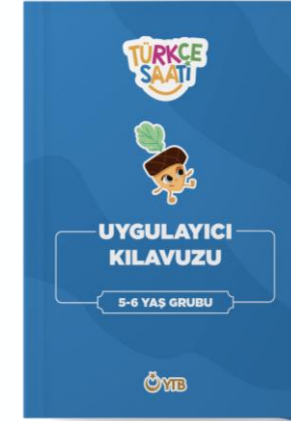 TÜRKÇE
SAATİ
UYGULAYICI
KILAVUZU
5-6 YAŞ GRUBU
YTB